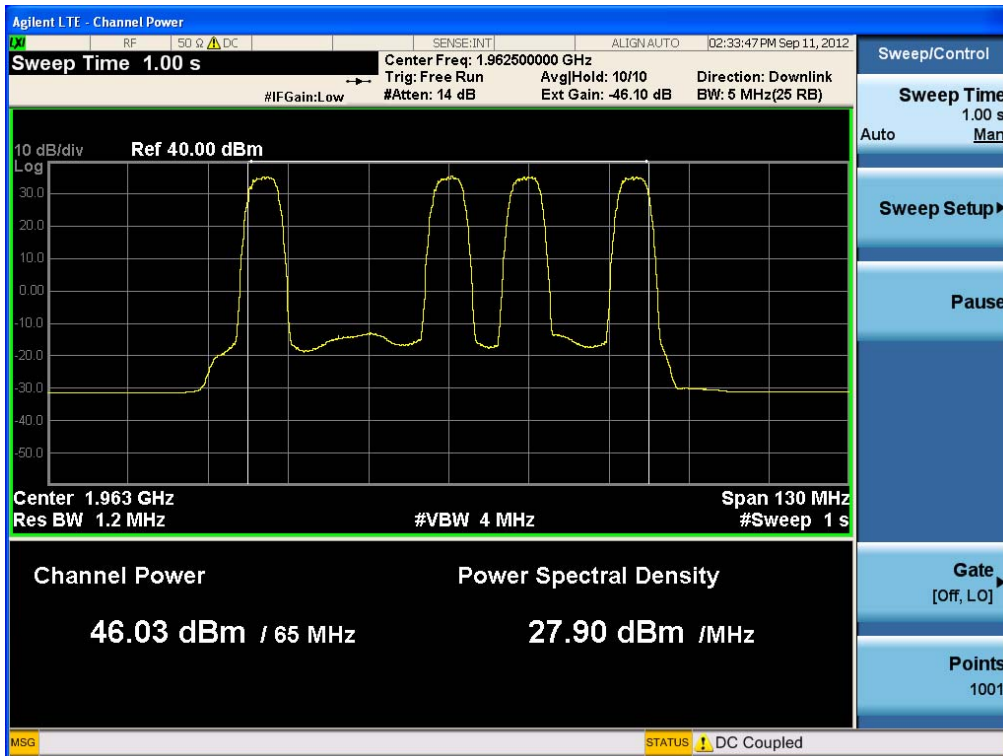 Agilent LTE - Channel Power
LXI RF 50 Ω DC SENSE:INT ALIGN AUTO 02:33:47 PM Sep 11, 2012
Sweep Time 1.00 s
Center Freq: 1.962500000 GHz
Trig: Free Run Avg|Hold: 10/10 Direction: Downlink
#IFGain:Low #Atten: 14 dB Ext Gain: -46.10 dB BW: 5 MHz(25 RB)
10 dB/div Ref 40.00 dBm
Log
30.0
20.0
10.0
0.00
-10.0
-20.0
-30.0
-40.0
-50.0
Center 1.963 GHz Span 130 MHz
Res BW 1.2 MHz #VBW 4 MHz #Sweep 1 s
Channel Power Power Spectral Density
46.03 dBm / 65 MHz 27.90 dBm /MHz
Sweep/Control
Sweep Time
1.00 s
Auto Man
Sweep Setup
Pause
Gate
[Off, LO]
Points
1001
MSG STATUS DC Coupled